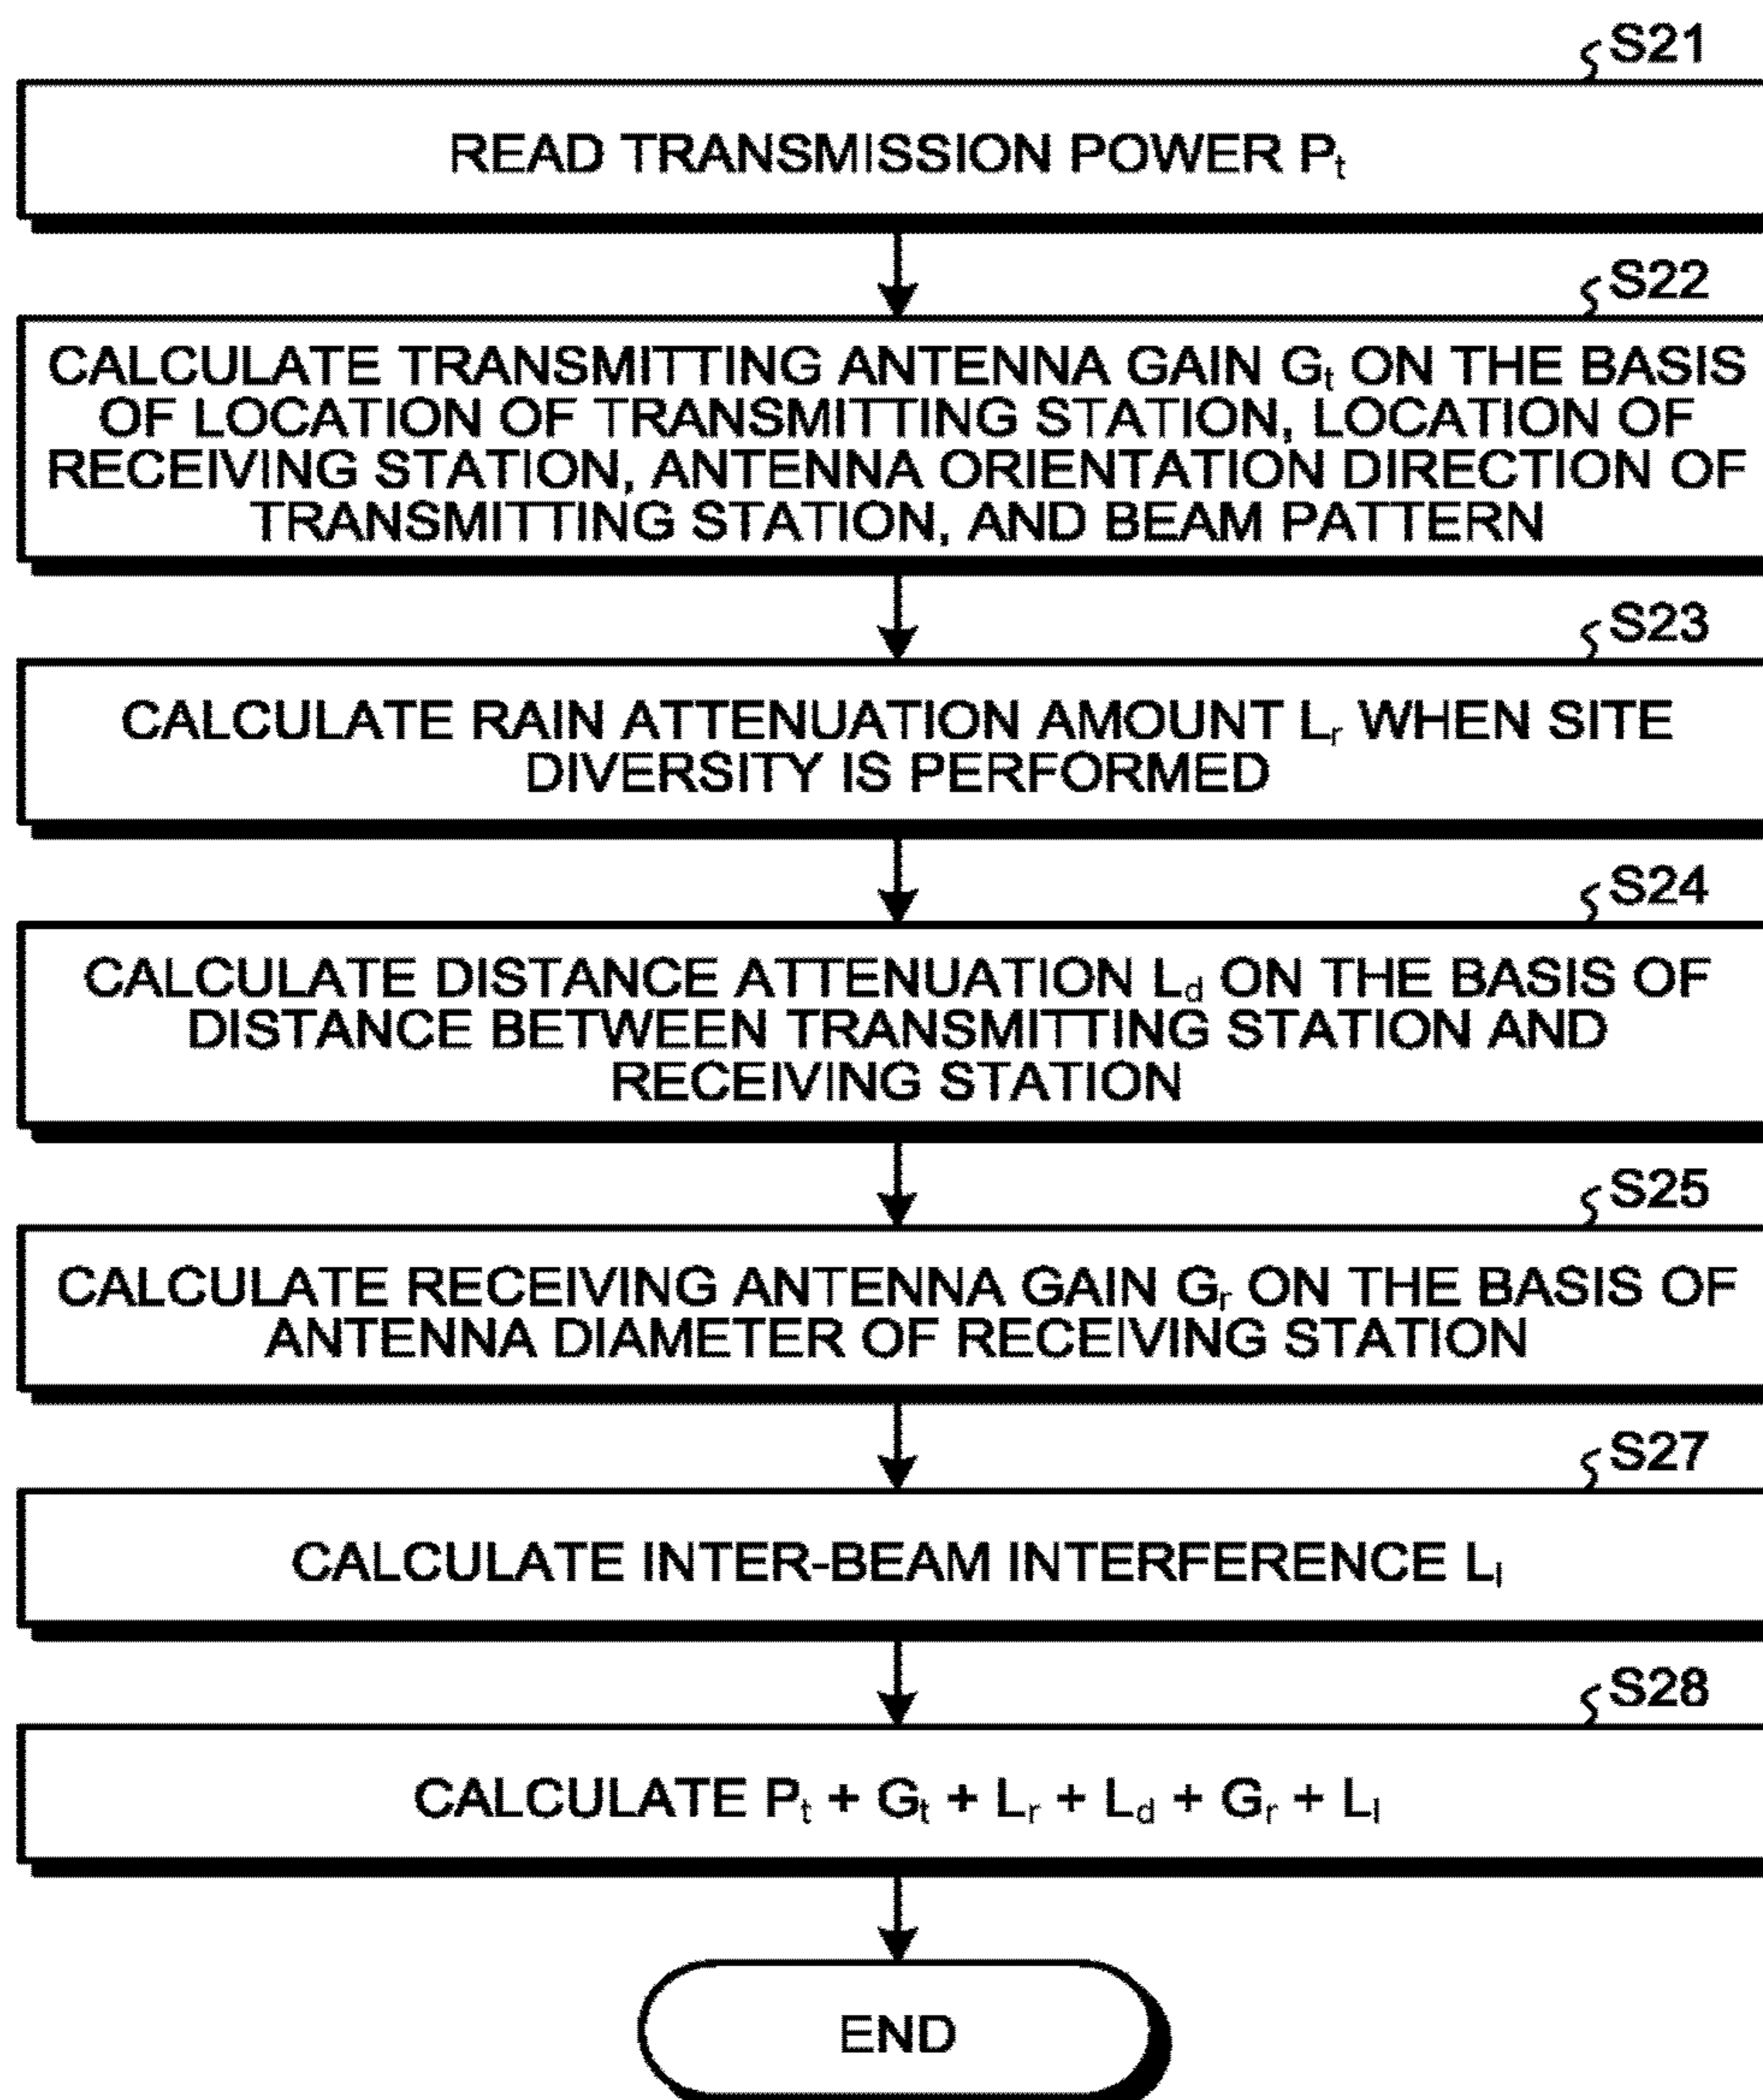 S21
READ TRANSMISSION POWER Pt
S22
CALCULATE TRANSMITTING ANTENNA GAIN Gt ON THE BASIS
OF LOCATION OF TRANSMITTING STATION, LOCATION OF
RECEIVING STATION, ANTENNA ORIENTATION DIRECTION OF
TRANSMITTING STATION, AND BEAM PATTERN
S23
CALCULATE RAIN ATTENUATION AMOUNT Lr WHEN SITE
DIVERSITY IS PERFORMED
S24
CALCULATE DISTANCE ATTENUATION Ld ON THE BASIS OF
DISTANCE BETWEEN TRANSMITTING STATION AND
RECEIVING STATION
S25
CALCULATE RECEIVING ANTENNA GAIN Gr ON THE BASIS OF
ANTENNA DIAMETER OF RECEIVING STATION
S27
CALCULATE INTER-BEAM INTERFERENCE LI
S28
CALCULATE Pt + Gt + Lr + Ld + Gr + LI
END